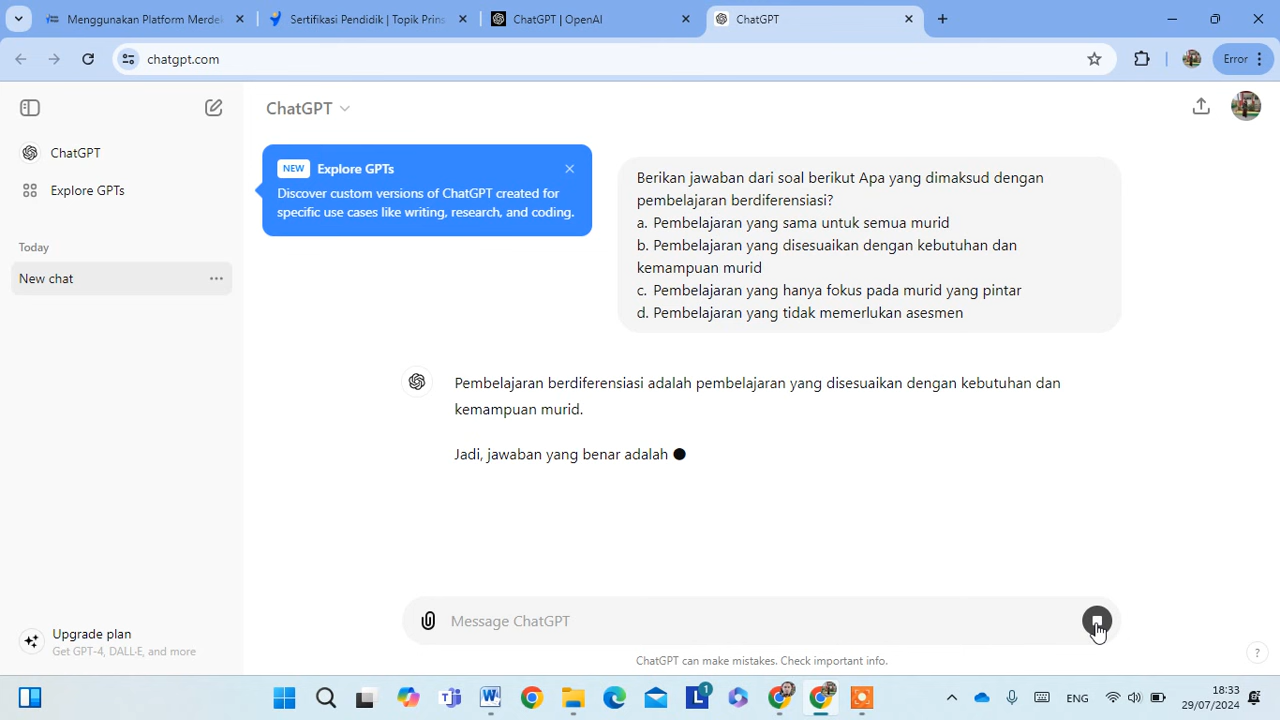 Menggunakan Platform Merde
Sertifikasi Pendidik | Topik Prins
ChatGPT | OpenAI
ChatGPT
chatgpt.com
Error
ChatGPT
ChatGPT
Explore GPTs
Today
New chat
NEW Explore GPTs
Discover custom versions of ChatGPT created for
specific use cases like writing, research, and coding.
Berikan jawaban dari soal berikut Apa yang dimaksud dengan
pembelajaran berdiferensiasi?
a. Pembelajaran yang sama untuk semua murid
b. Pembelajaran yang disesuaikan dengan kebutuhan dan
kemampuan murid
c. Pembelajaran yang hanya fokus pada murid yang pintar
d. Pembelajaran yang tidak memerlukan asesmen
Pembelajaran berdiferensiasi adalah pembelajaran yang disesuaikan dengan kebutuhan dan
kemampuan murid.
Jadi, jawaban yang benar adalah
Message ChatGPT
Upgrade plan
Get GPT-4, DALL·E, and more
ChatGPT can make mistakes. Check important info.
?
1
ENG
18:33
29/07/2024